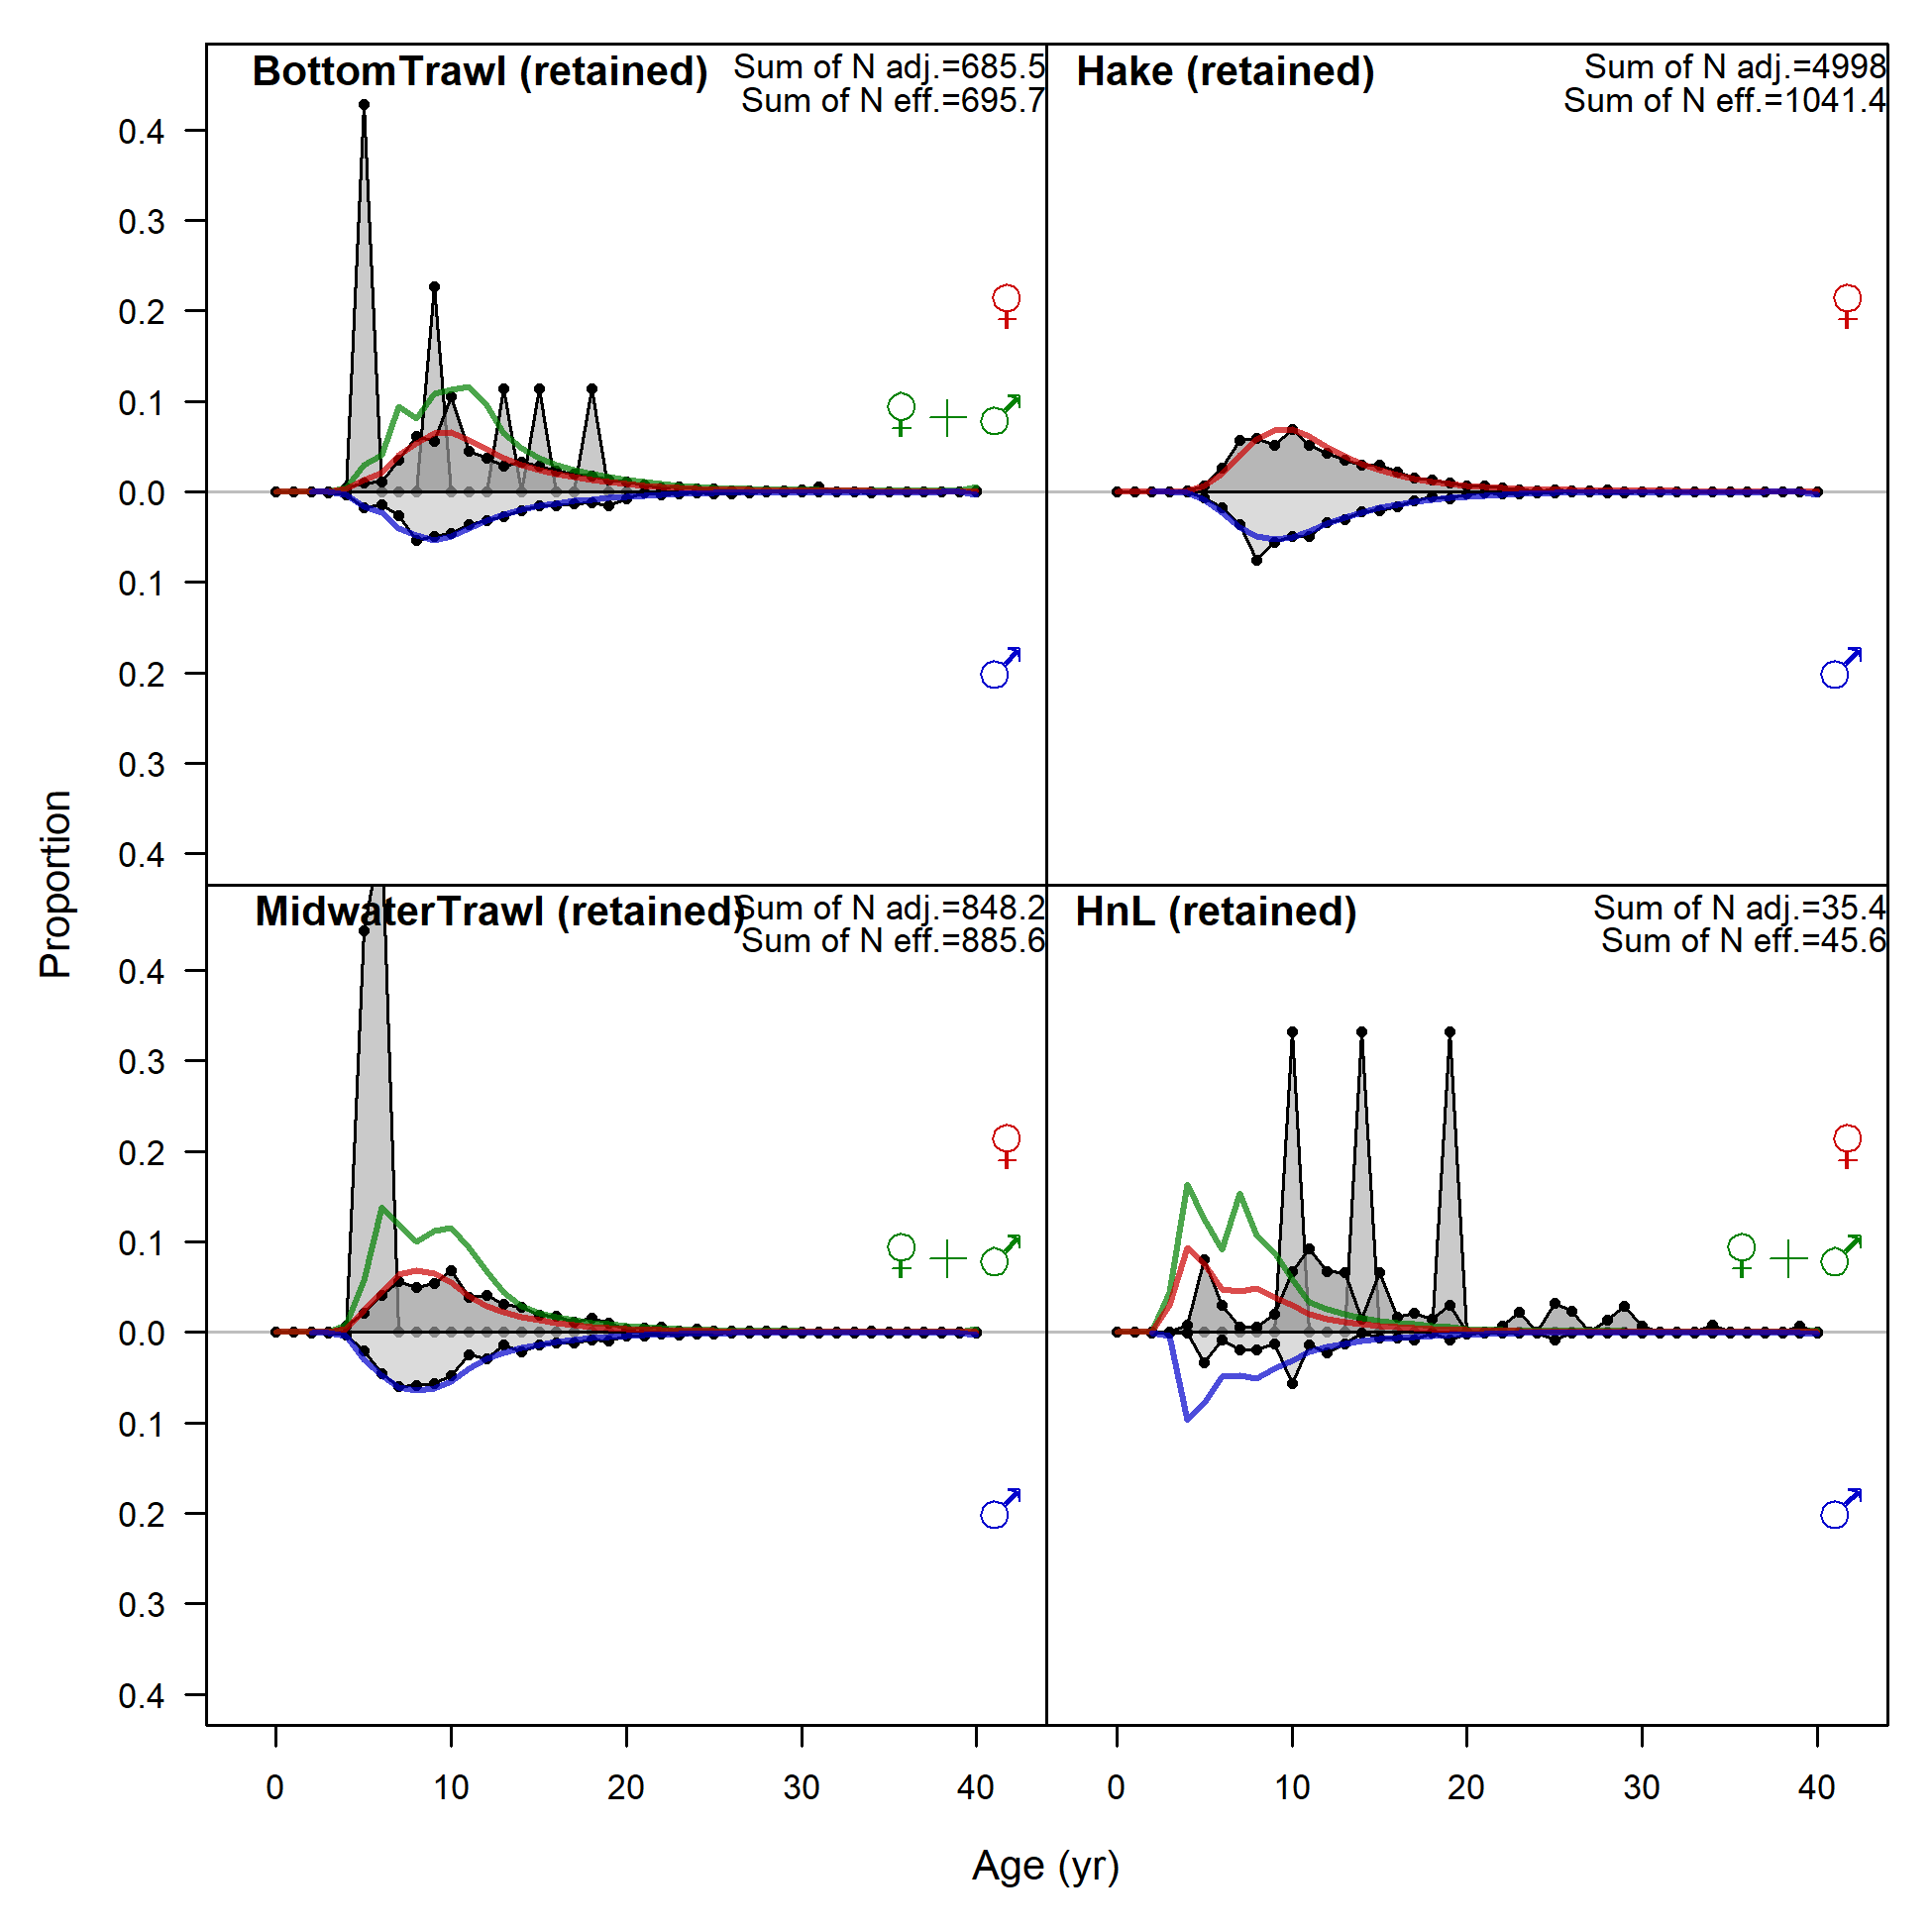 BottomTrawl (retained)
Sum of N adj.=685.5
Sum of N eff.=695.7
Hake (retained)
Sum of N adj.=4998
Sum of N eff.=1041.4
0.4
0.3
0.2
0.1
0.0
0.1
0.2
0.3
0.4
♀
♀+♂
♂
♀
♂
MidwaterTrawl (retained)
Sum of N adj.=848.2
Sum of N eff.=885.6
HnL (retained)
Sum of N adj.=35.4
Sum of N eff.=45.6
0.4
0.3
0.2
0.1
0.0
0.1
0.2
0.3
0.4
♀
♀+♂
♂
♀
♀+♂
♂
Proportion
0 10 20 30 40 0 10 20 30 40
Age (yr)